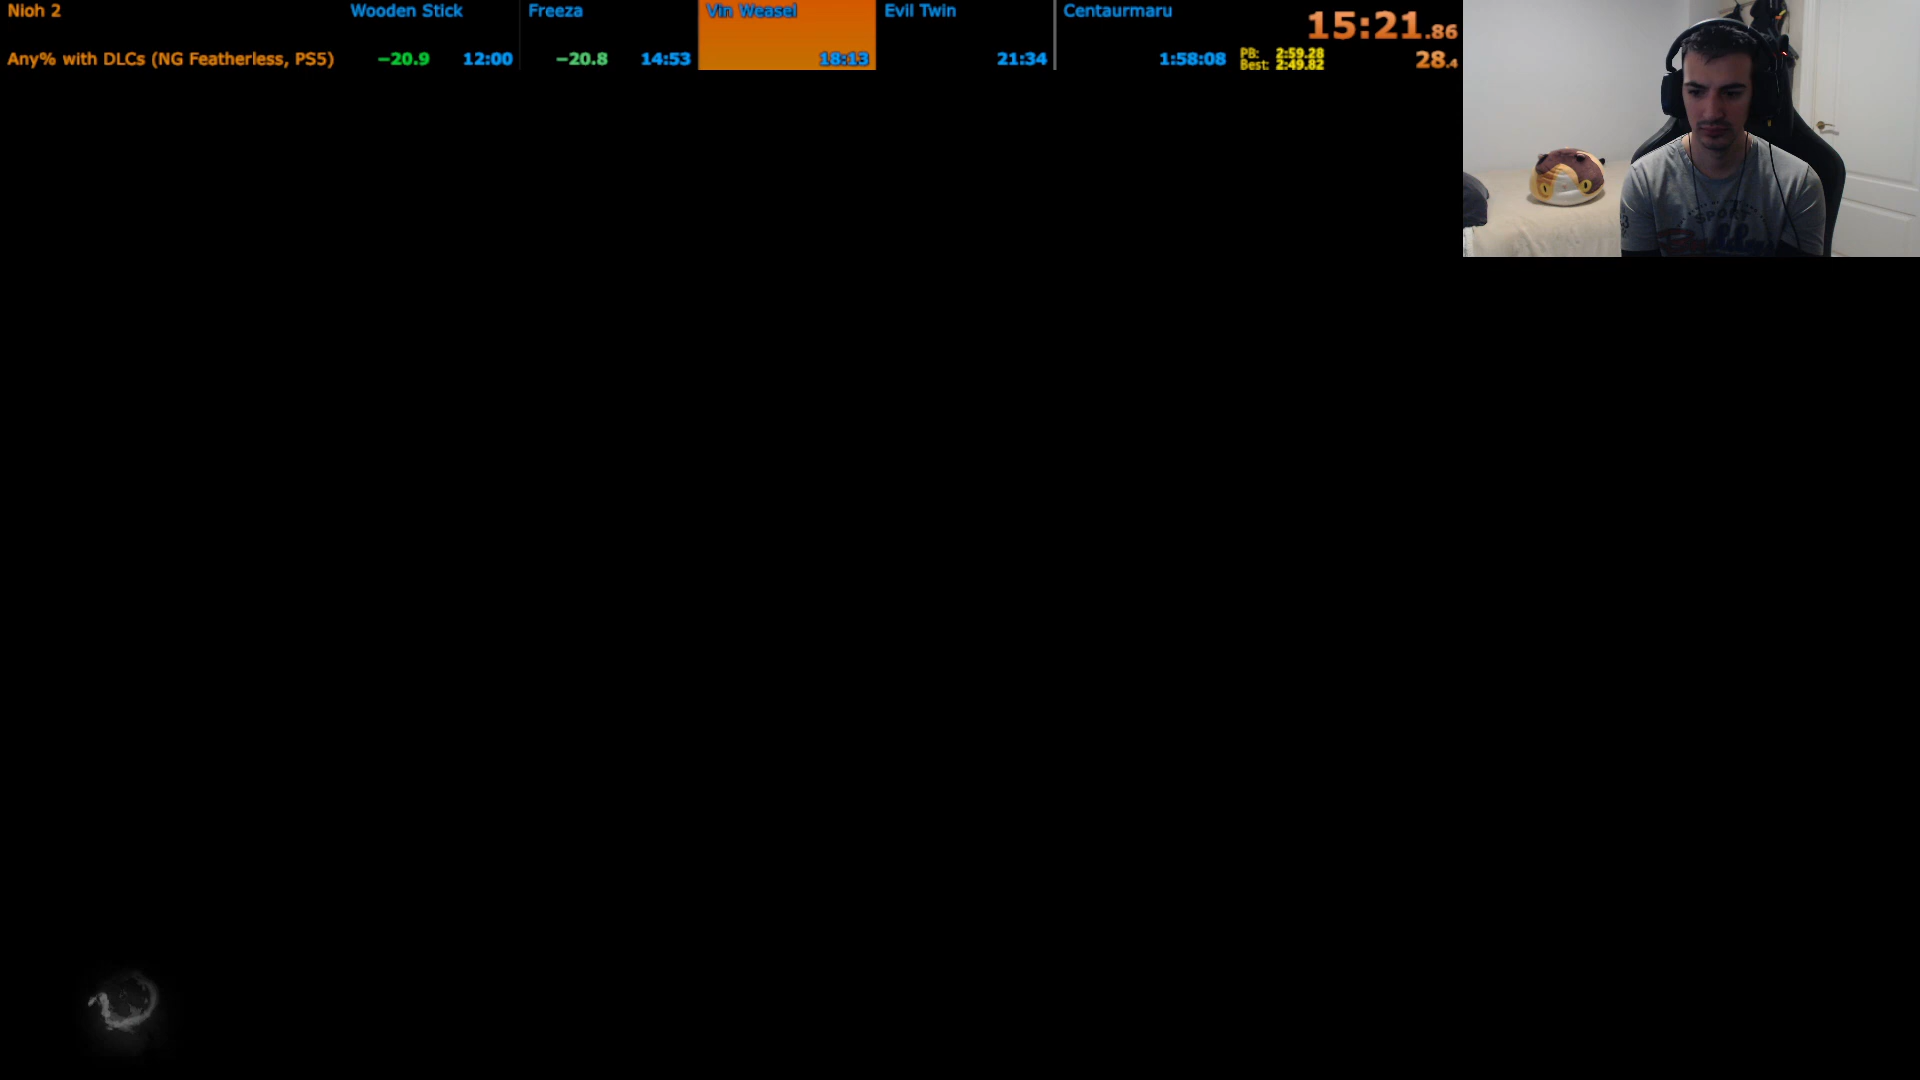 Nioh 2
Any% with DLCs (NG Featherless, PS5)
Wooden Stick
−20.9 12:00
Freeza
−20.8 14:53
Vin Weasel
18:13
Evil Twin
21:34
Centaurmaru
1:58:08
15:21.86
PB: 2:59.28
Best: 2:49.82
28.4
SPORT